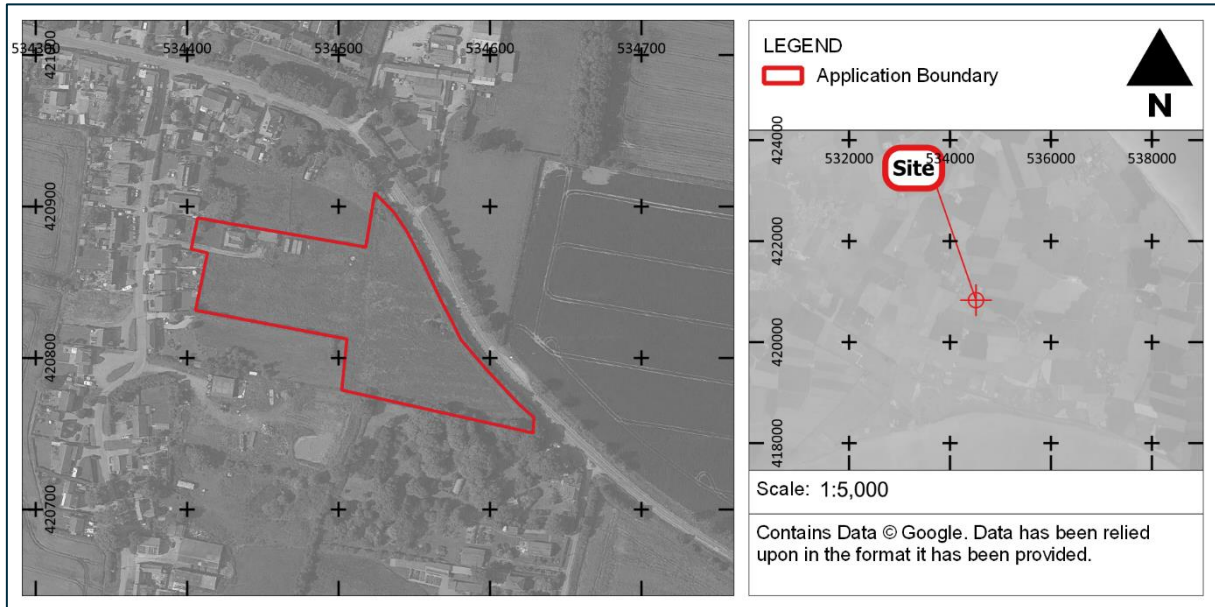 534300
534400
534500
534600
534700
421000
420900
420800
420700
LEGEND
Application Boundary
N
532000
534000
536000
538000
424000
422000
420000
418000
Site
Scale: 1:5,000
Contains Data © Google. Data has been relied
upon in the format it has been provided.